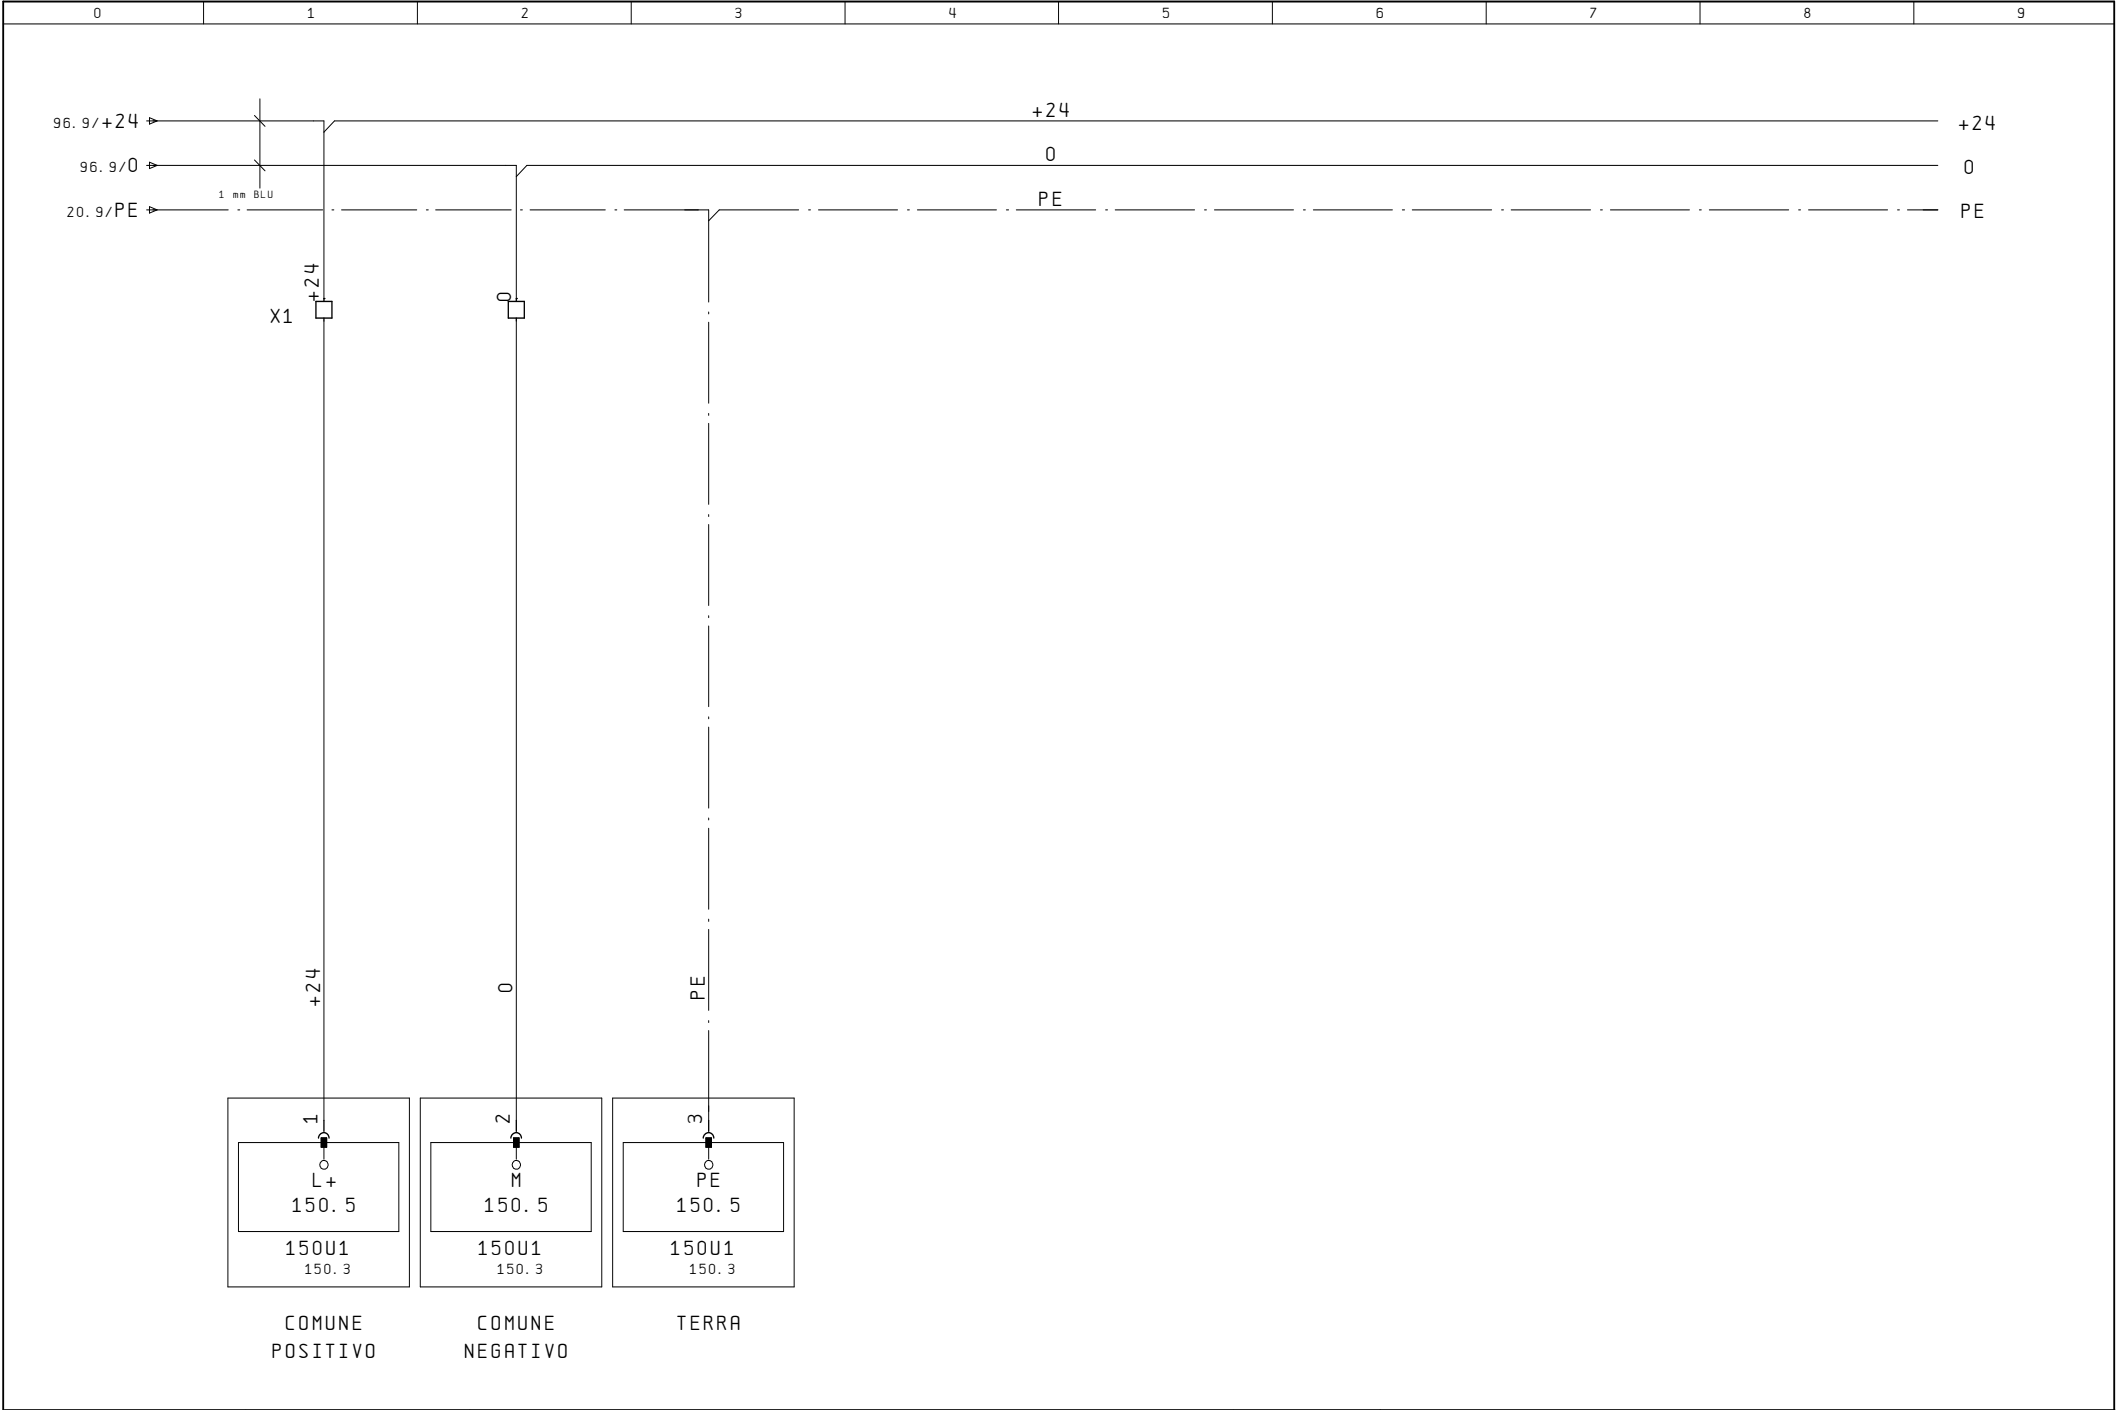 0 1 2 3 4 5 6 7 8 9
+24
96.9/+24 +24
0
96.9/0 0
1 mm BLU
PE
20.9/PE PE
+24 0
X1
+24 0 PE
1 2 3
L+ M PE
150.5 150.5 150.5
150U1 150U1 150U1
150.3 150.3 150.3
COMUNE COMUNE TERRA
POSITIVO NEGATIVO